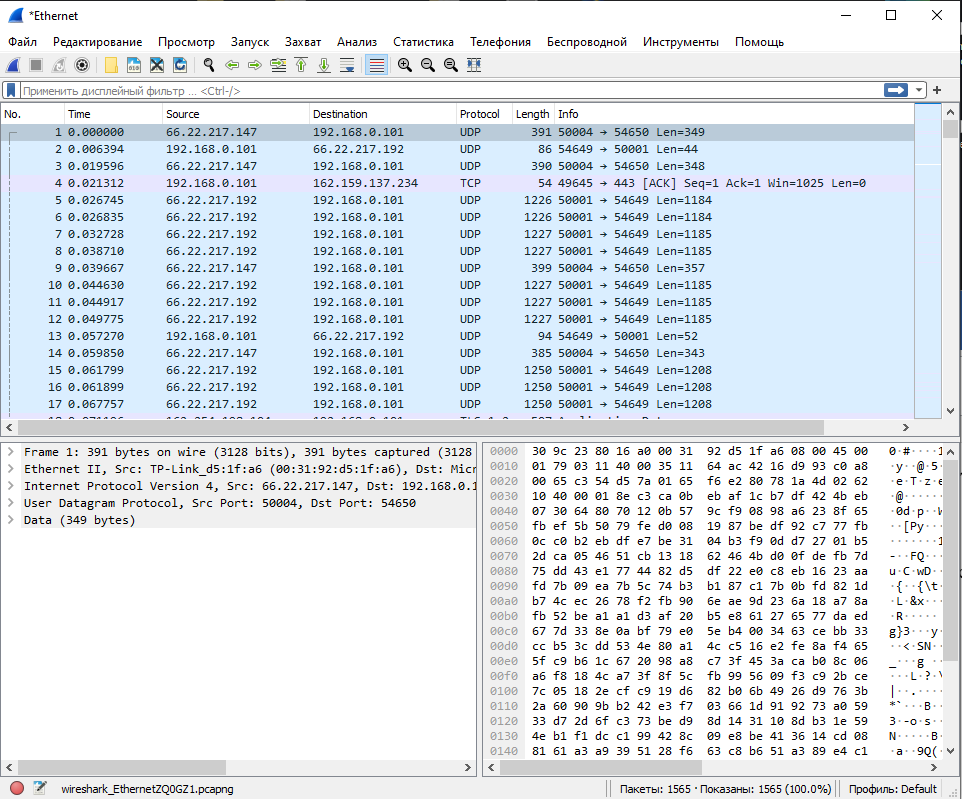 *Ethernet
Файл Редактирование Просмотр Запуск Захват Анализ Статистика Телефония Беспроводной Инструменты Помощь
Применить дисплейный фильтр ... <Ctrl-/>
No. Time Source Destination Protocol Length Info
1 0.000000 66.22.217.147 192.168.0.101 UDP 391 50004 → 54650 Len=349
2 0.006394 192.168.0.101 66.22.217.192 UDP 86 54649 → 50001 Len=44
3 0.019596 66.22.217.147 192.168.0.101 UDP 390 50004 → 54650 Len=348
4 0.021312 192.168.0.101 162.159.137.234 TCP 54 49645 → 443 [ACK] Seq=1 Ack=1 Win=1025 Len=0
5 0.026745 66.22.217.192 192.168.0.101 UDP 1226 50001 → 54649 Len=1184
6 0.026835 66.22.217.192 192.168.0.101 UDP 1226 50001 → 54649 Len=1184
7 0.032728 66.22.217.192 192.168.0.101 UDP 1227 50001 → 54649 Len=1185
8 0.038710 66.22.217.192 192.168.0.101 UDP 1227 50001 → 54649 Len=1185
9 0.039667 66.22.217.147 192.168.0.101 UDP 399 50004 → 54650 Len=357
10 0.044630 66.22.217.192 192.168.0.101 UDP 1227 50001 → 54649 Len=1185
11 0.044917 66.22.217.192 192.168.0.101 UDP 1227 50001 → 54649 Len=1185
12 0.049775 66.22.217.192 192.168.0.101 UDP 1227 50001 → 54649 Len=1185
13 0.057270 192.168.0.101 66.22.217.192 UDP 94 54649 → 50001 Len=52
14 0.059850 66.22.217.147 192.168.0.101 UDP 385 50004 → 54650 Len=343
15 0.061799 66.22.217.192 192.168.0.101 UDP 1250 50001 → 54649 Len=1208
16 0.061899 66.22.217.192 192.168.0.101 UDP 1250 50001 → 54649 Len=1208
17 0.067757 66.22.217.192 192.168.0.101 UDP 1250 50001 → 54649 Len=1208
Frame 1: 391 bytes on wire (3128 bits), 391 bytes captured (3128
Ethernet II, Src: TP-Link_d5:1f:a6 (00:31:92:d5:1f:a6), Dst: Micr
Internet Protocol Version 4, Src: 66.22.217.147, Dst: 192.168.0.1
User Datagram Protocol, Src Port: 50004, Dst Port: 54650
Data (349 bytes)
0000 30 9c 23 80 16 a0 00 31 92 d5 1f a6 08 00 45 00 0·#····1
0010 01 79 03 11 40 00 35 11 64 ac 42 16 d9 93 c0 a8 ·y··@·5·
0020 00 65 c3 54 d5 7a 01 65 f6 e2 80 78 1a 4d 02 62 ·e·T·z·e
0030 10 40 00 01 8e c3 ca 0b eb af 1c b7 df 42 4b eb ·@······
0040 07 30 64 80 70 12 0b 57 9c f9 08 98 a6 23 8f 65 ·0d·p··W
0050 fb ef 5b 50 79 fe d0 08 19 87 be df 92 c7 77 fb ··[Py···
0060 0c c0 b2 eb df e7 be 31 04 b3 f9 0d d7 27 01 b5 ·······1
0070 2d ca 05 46 51 cb 13 18 62 46 4b d0 0f de fb 7d -··FQ···
0080 75 dd 43 e1 77 44 82 d5 df 22 e0 c8 eb 16 23 aa u·C·wD··
0090 fd 7b 09 ea 7b 5c 74 b3 b1 87 c1 7b 0b fd 82 1d ·{··{\t·
00a0 b7 4c ec 26 78 f2 fb 90 6e ae 9d 23 6a 18 a7 8a ·L·&x···
00b0 fb 52 be a1 a1 d3 af 20 b5 e8 61 27 65 77 da ed ·R·····
00c0 67 7d 33 8e 0a bf 79 e0 5e b4 00 34 63 ce bb 33 g}3···y·
00d0 cc b5 3c dd 53 4e 80 a1 4c c5 16 e2 fe 8a f4 65 ··<·SN··
00e0 5f c9 b6 1c 67 20 98 a8 c7 3f 45 3a ca b0 8c 06 _···g ··
00f0 a6 f8 18 4c a7 3f 8f 5c fb 99 56 09 f3 c9 2b ce ···L·?·\
0100 7c 05 18 2e cf c9 19 d6 82 b0 6b 49 26 d9 76 3b |··.····
0110 2a 60 90 9b b2 42 e3 f7 03 66 1d 91 92 73 a0 59 *`···B··
0120 33 d7 2d 6f c3 73 be d9 8d 14 31 10 8d b3 1e 59 3·-o·s··
0130 4e b1 f1 dc c1 99 42 8c 09 e8 be 41 36 14 cd 08 N·····B·
0140 81 61 a3 a9 39 51 28 f6 63 c8 b6 51 a3 89 e4 c1 ·a··9Q(·
wireshark_EthernetZQ0GZ1.pcapng Пакеты: 1565 · Показаны: 1565 (100.0%) Профиль: Default